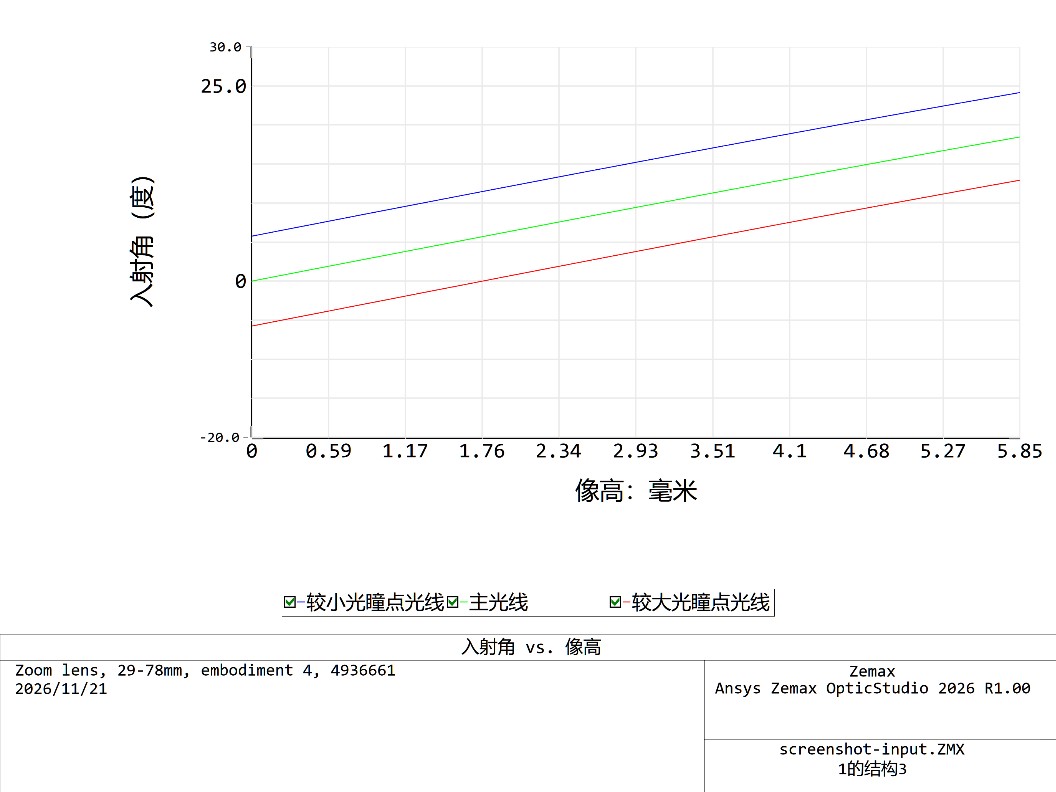 30.0
25.0
0
-20.0
入射角 (度)
0 0.59 1.17 1.76 2.34 2.93 3.51 4.1 4.68 5.27 5.85
像高: 毫米
较小光瞳点光线 主光线 较大光瞳点光线
入射角 vs. 像高
Zoom lens, 29-78mm, embodiment 4, 4936661
2026/11/21
Zemax
Ansys Zemax OpticStudio 2026 R1.00
screenshot-input.ZMX
1的结构3